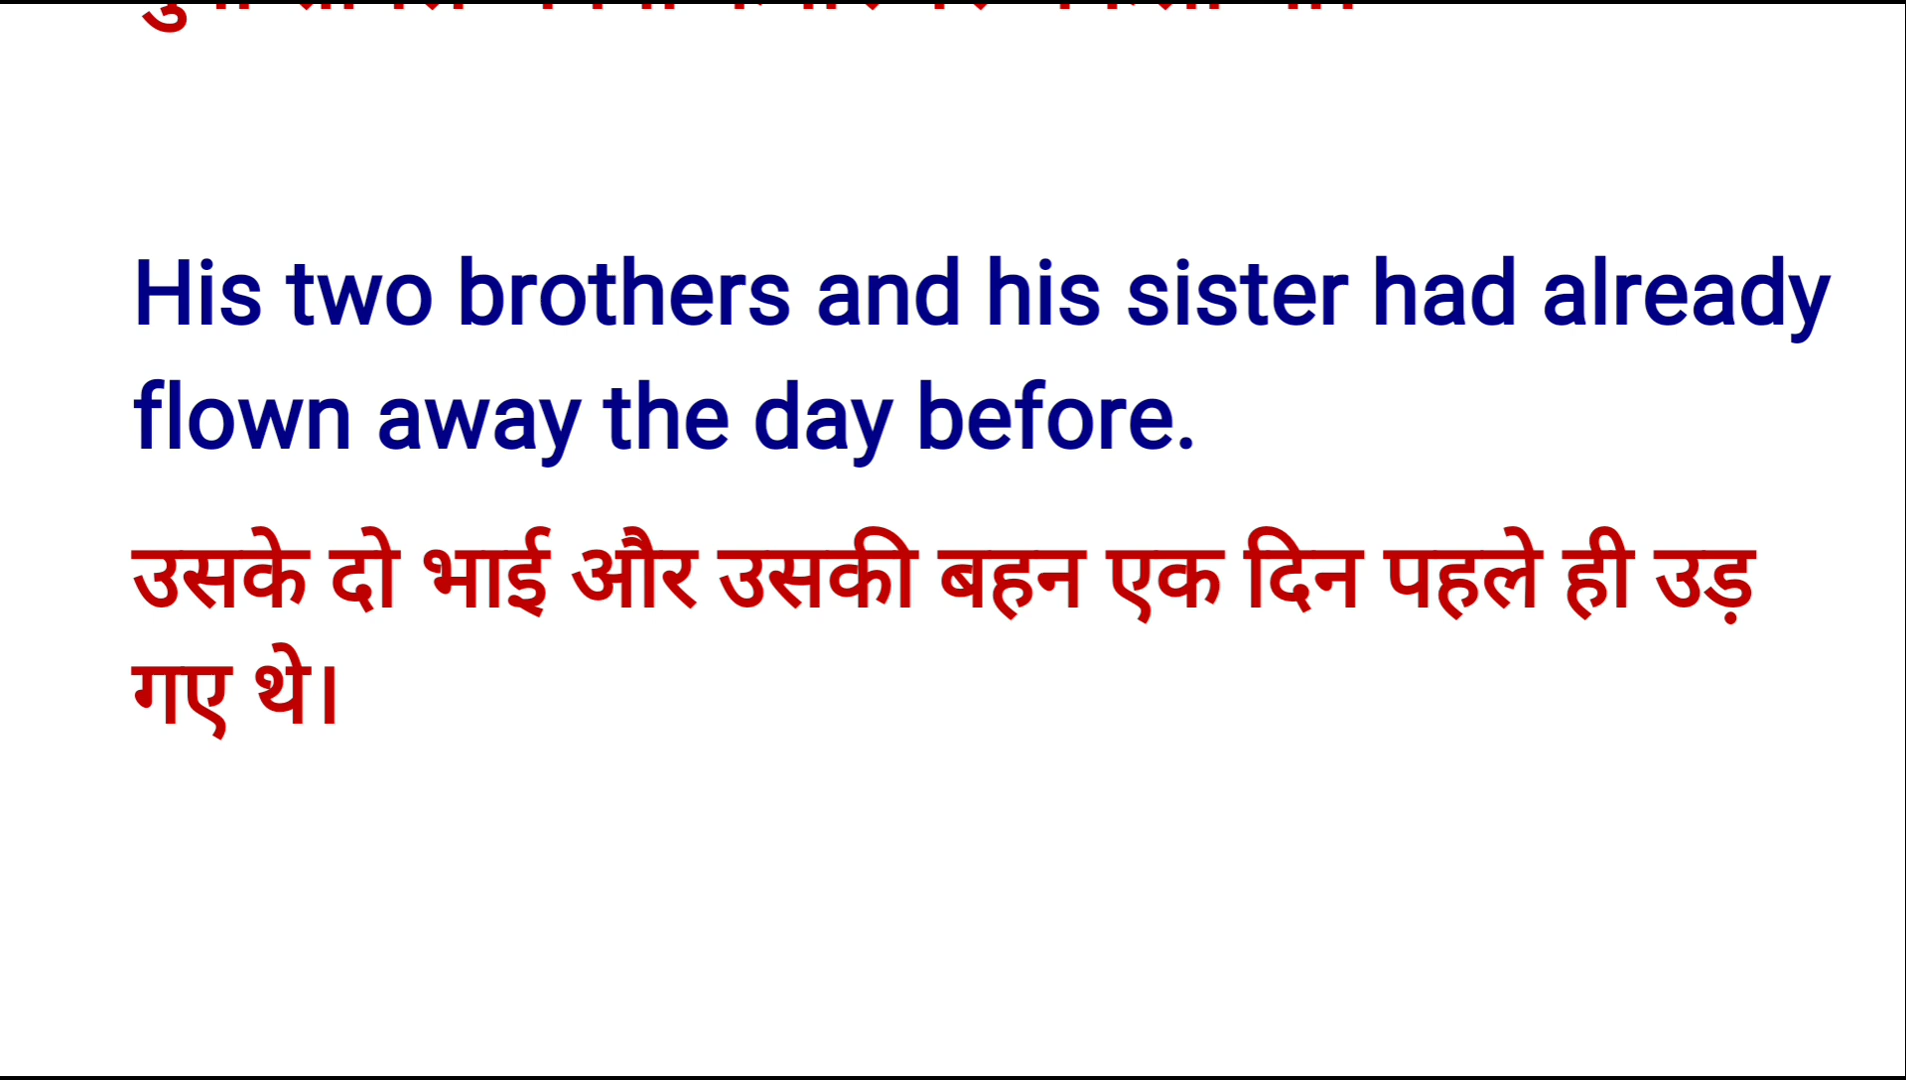 His two brothers and his sister had already
flown away the day before.
उसके दो भाई और उसकी बहन एक दिन पहले ही उड़
गए थे।